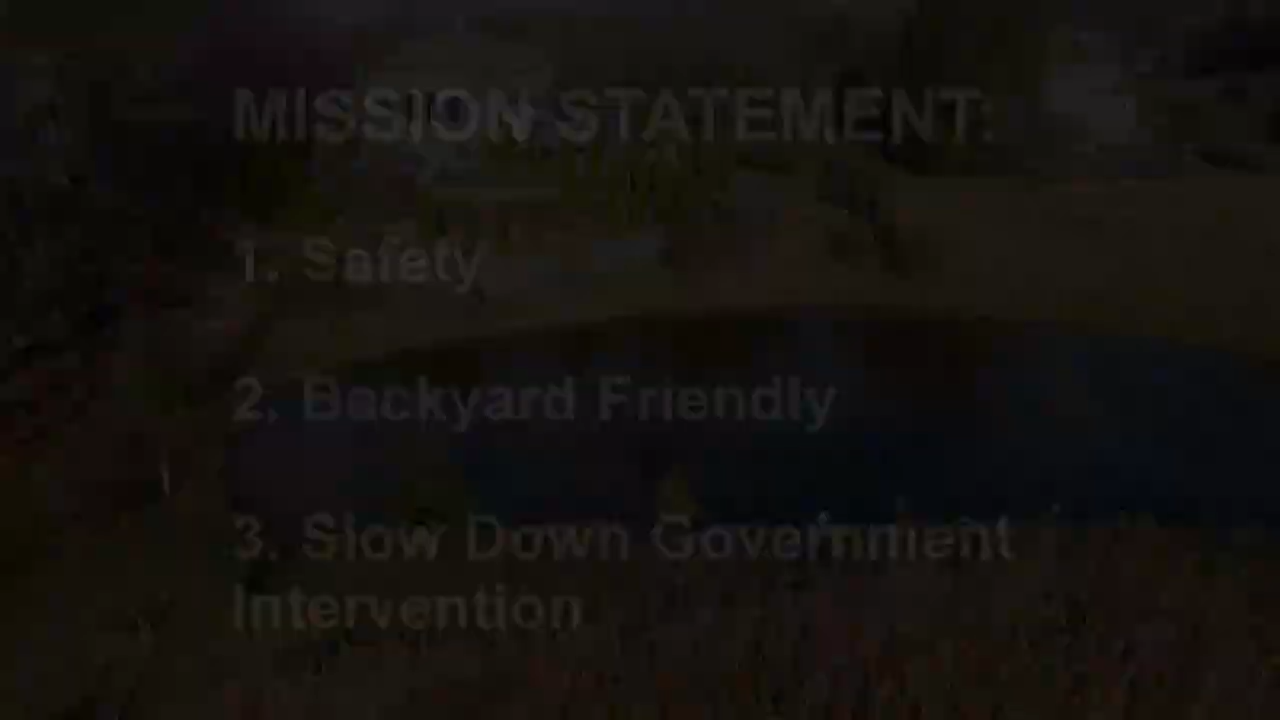 MISSION STATEMENT:
1. Safety
2. Backyard Friendly
3. Slow Down Government
Intervention